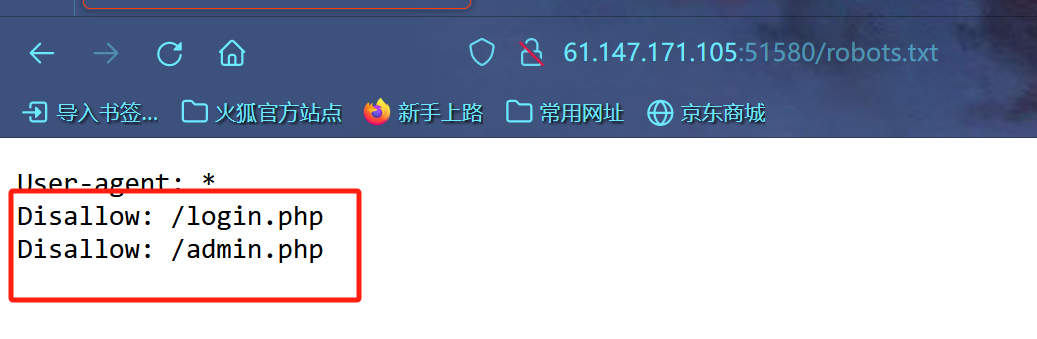 61.147.171.105:51580/robots.txt
导入书签... 火狐官方站点 新手上路 常用网址 京东商城
User-agent: *
Disallow: /login.php
Disallow: /admin.php